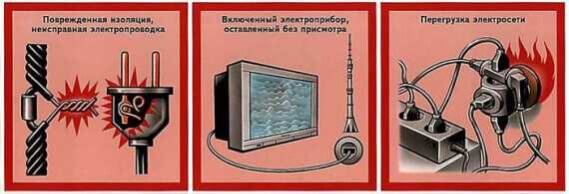 Поврежденная изоляция,
неисправная электропроводка
Включенный электроприбор,
оставленный без присмотра
Перегрузка электросети